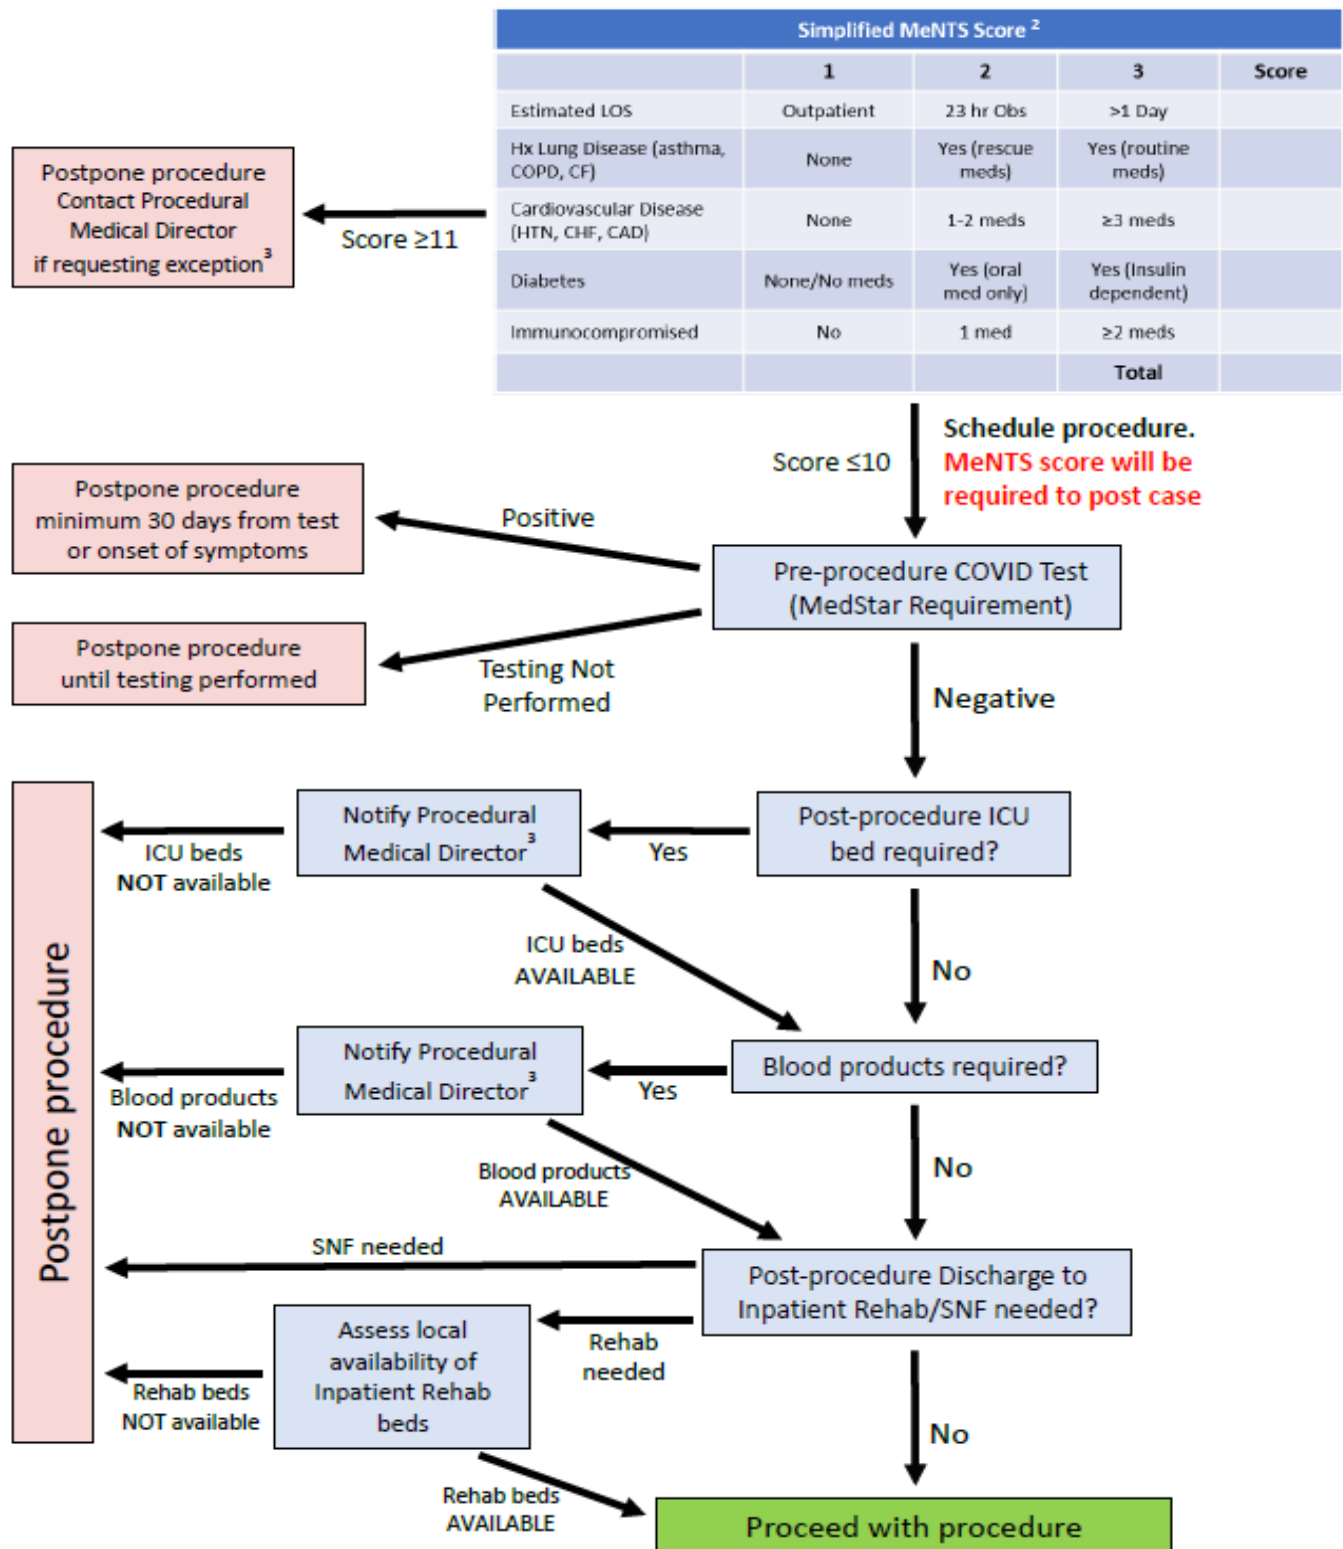 Simplified MeNTS Score ²
1 2 3 Score
Estimated LOS Outpatient 23 hr Obs >1 Day
Hx Lung Disease (asthma, COPD, CF) None Yes (rescue meds) Yes (routine meds)
Cardiovascular Disease (HTN, CHF, CAD) None 1-2 meds ≥3 meds
Diabetes None/No meds Yes (oral med only) Yes (Insulin dependent)
Immunocompromised No 1 med ≥2 meds
Total
Postpone procedure
Contact Procedural
Medical Director
if requesting exception³
Score ≥11
Score ≤10
Schedule procedure.
MeNTS score will be
required to post case
Postpone procedure
minimum 30 days from test
or onset of symptoms
Positive
Pre-procedure COVID Test
(MedStar Requirement)
Postpone procedure
until testing performed
Testing Not
Performed
Negative
Postpone procedure
Notify Procedural
Medical Director³
Post-procedure ICU
bed required?
ICU beds
NOT available
Yes
ICU beds
AVAILABLE
No
Notify Procedural
Medical Director³
Blood products required?
Blood products
NOT available
Yes
Blood products
AVAILABLE
No
SNF needed
Post-procedure Discharge to
Inpatient Rehab/SNF needed?
Assess local
availability of
Inpatient Rehab
beds
Rehab
needed
Rehab beds
NOT available
No
Rehab beds
AVAILABLE
Proceed with procedure